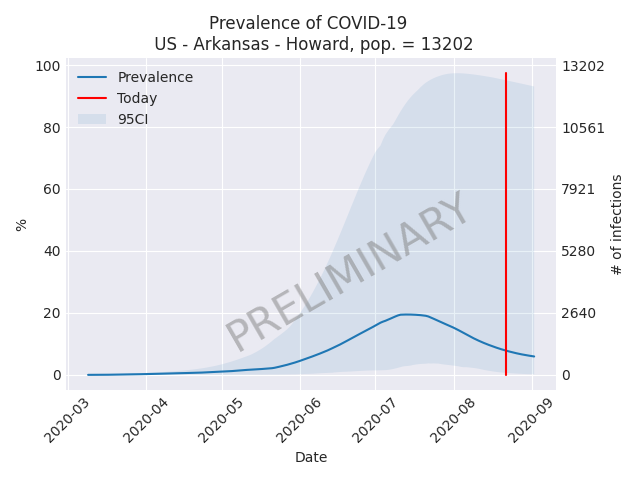 Prevalence of COVID-19
US - Arkansas - Howard, pop. = 13202
100
80
60
40
20
0
%
13202
10561
7921
5280
2640
0
# of infections
Prevalence
Today
95CI
PRELIMINARY
2020-03
2020-04
2020-05
2020-06
2020-07
2020-08
2020-09
Date